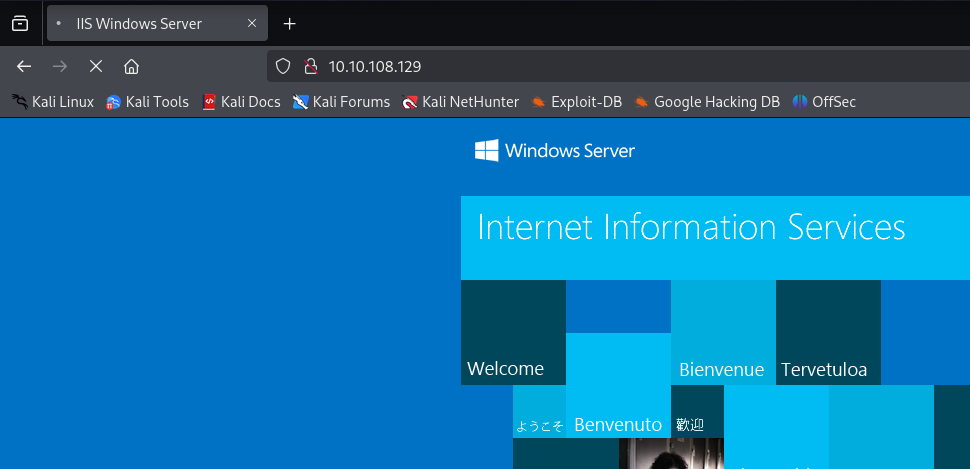 IIS Windows Server
10.10.108.129
Kali Linux Kali Tools Kali Docs Kali Forums Kali NetHunter Exploit-DB Google Hacking DB OffSec
Windows Server
Internet Information Services
Welcome
Bienvenue
Tervetuloa
ようこそ
Benvenuto
歡迎